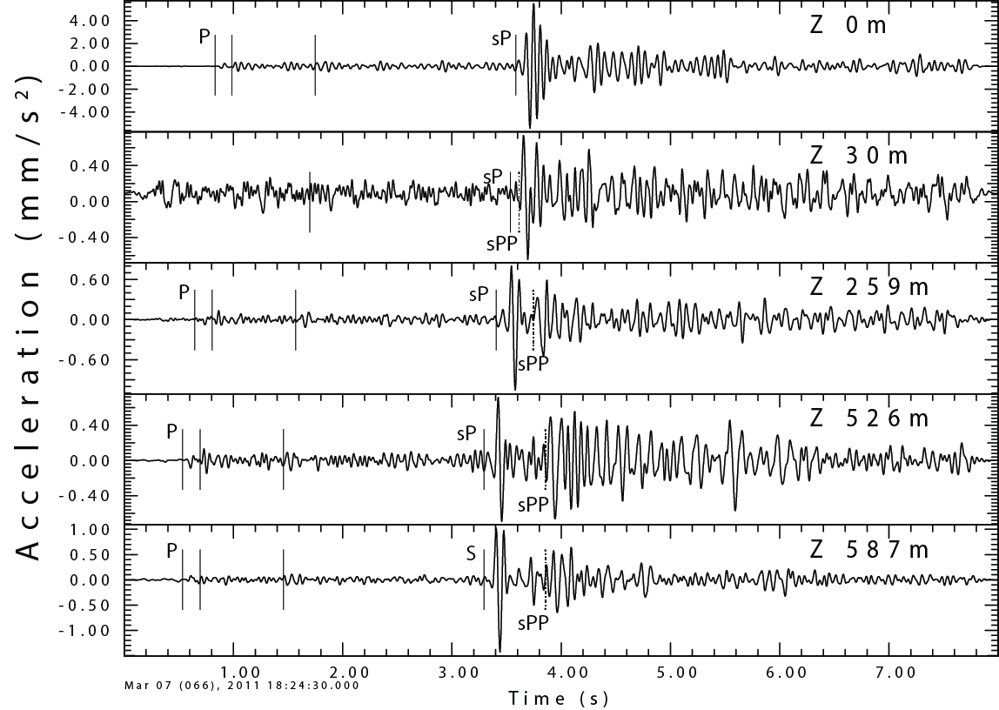 Acceleration (mm/s²)
Z 0m
P
sP
4.00
2.00
0.00
-2.00
-4.00
Z 30m
sP
sPP
0.40
0.00
-0.40
Z 259m
P
sP
sPP
0.60
0.00
-0.60
Z 526m
P
sP
sPP
0.40
0.00
-0.40
Z 587m
P
S
sPP
1.00
0.50
0.00
-0.50
-1.00
1.00 2.00 3.00 4.00 5.00 6.00 7.00
Mar 07 (066), 2011 18:24:30.000
Time (s)